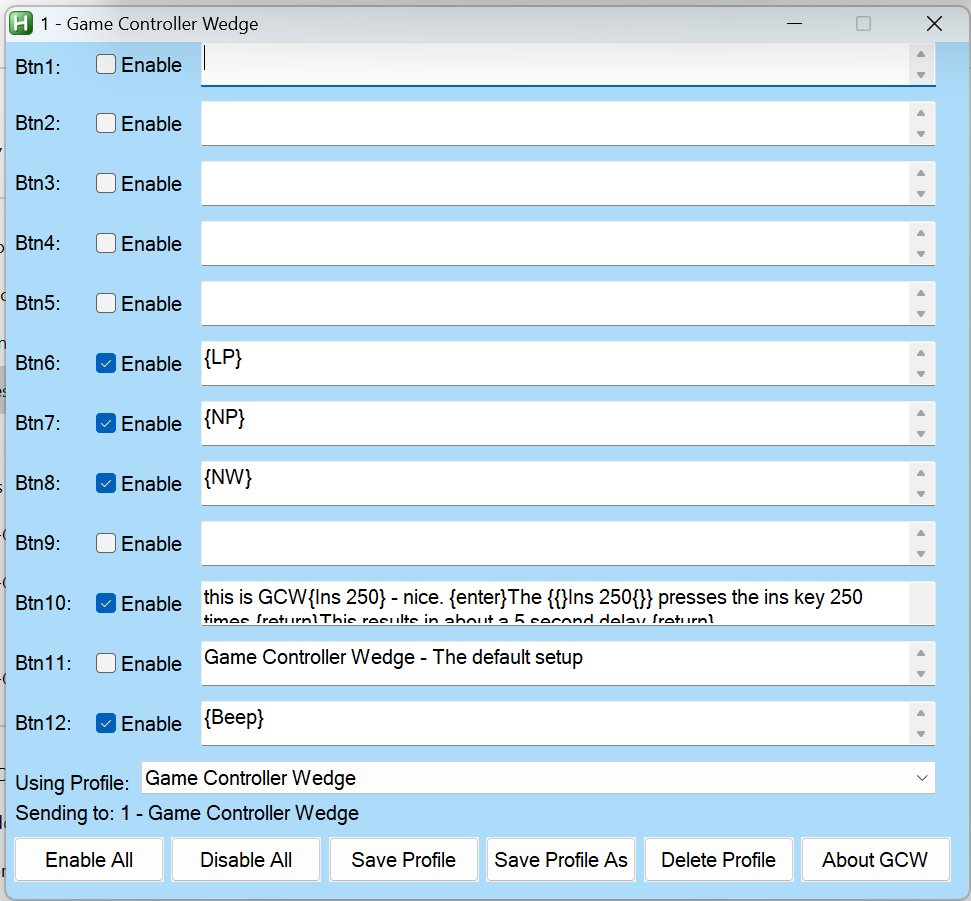 1 - Game Controller Wedge
Btn1: Enable
Btn2: Enable
Btn3: Enable
Btn4: Enable
Btn5: Enable
Btn6: Enable {LP}
Btn7: Enable {NP}
Btn8: Enable {NW}
Btn9: Enable
Btn10: Enable this is GCW{Ins 250} - nice. {enter}The {{}Ins 250{}} presses the ins key 250
times.{return}This results in about a 5 second delay.{return}
Btn11: Enable Game Controller Wedge - The default setup
Btn12: Enable {Beep}
Using Profile: Game Controller Wedge
Sending to: 1 - Game Controller Wedge
Enable All Disable All Save Profile Save Profile As Delete Profile About GCW